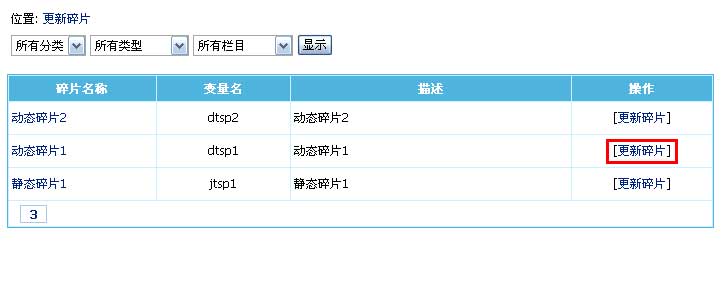 位置: 更新碎片
所有分类 所有类型 所有栏目 显示
碎片名称 变量名 描述 操作
动态碎片2 dtsp2 动态碎片2 [更新碎片]
动态碎片1 dtsp1 动态碎片1 [更新碎片]
静态碎片1 jtsp1 静态碎片1 [更新碎片]
3